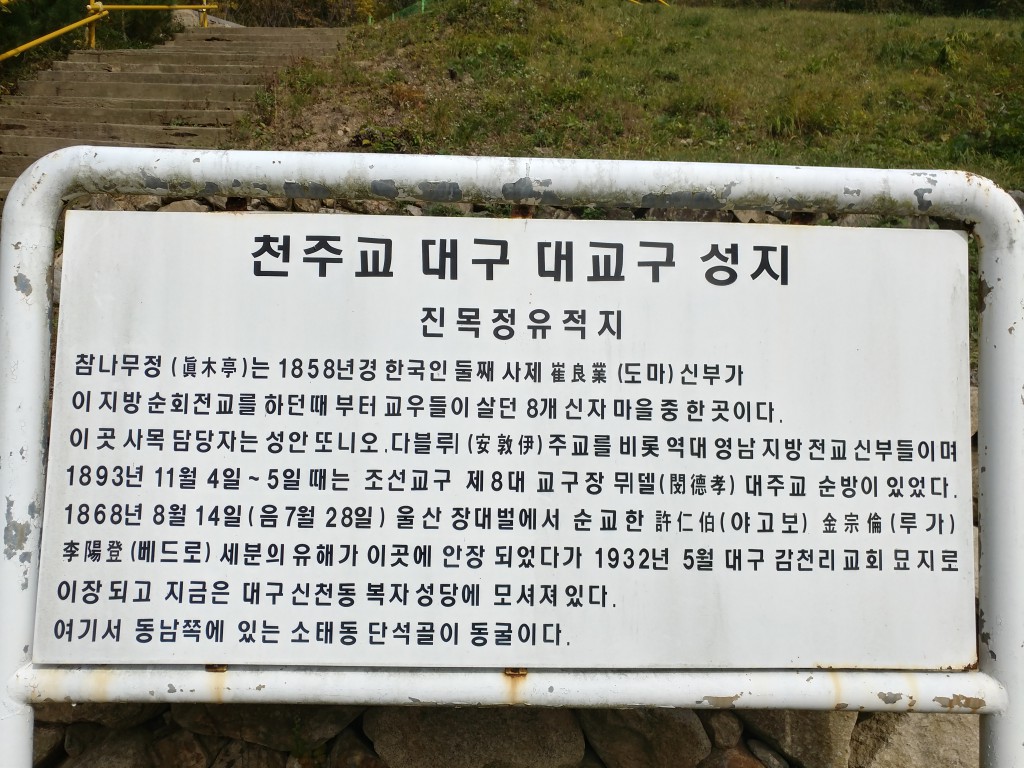 천주교 대구 대교구 성지
진목정유적지
참나무정 (眞木亭)는 1858년경 한국인 둘째 사제 崔良業 (도마) 신부가
이 지방 순회전교를 하던때 부터 교우들이 살던 8개 신자 마을 중 한 곳이다.
이 곳 사목 담당자는 성안 또니오.다블뤼 (安敦伊) 주교를 비롯 역대 영남 지방 전교 신부들이며
1893년 11월 4일 ~ 5일 때는 조선교구 제8대 교구장 뮈델(閔德孝) 대주교 순방이 있었다.
1868년 8월 14일(음7월 28일) 울산 장대벌에서 순교한 許仁伯(야고보) 金宗倫(루가)
李陽登(베드로) 세분의 유해가 이곳에 안장 되었다가 1932년 5월 대구 감천리교회 묘지로
이장 되고 지금은 대구 신천동 복자 성당에 모셔져 있다.
여기서 동남쪽에 있는 소태동 단석골이 동굴이다.